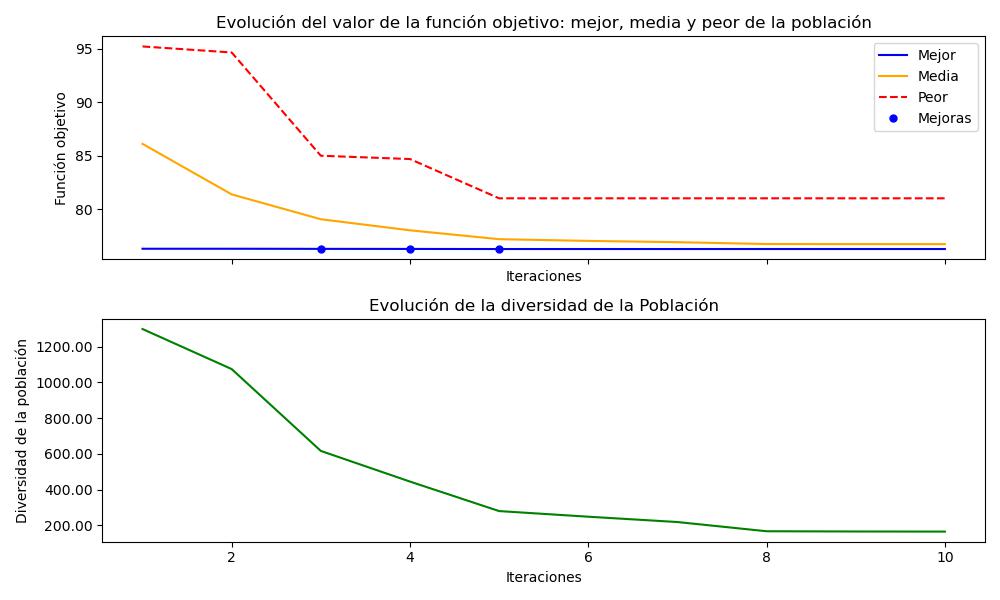 Evolución del valor de la función objetivo: mejor, media y peor de la población
95
90
85
80
Función objetivo
Mejor
Media
Peor
Mejoras
Iteraciones
Evolución de la diversidad de la Población
1200.00
1000.00
800.00
600.00
400.00
200.00
Diversidad de la población
2 4 6 8 10
Iteraciones